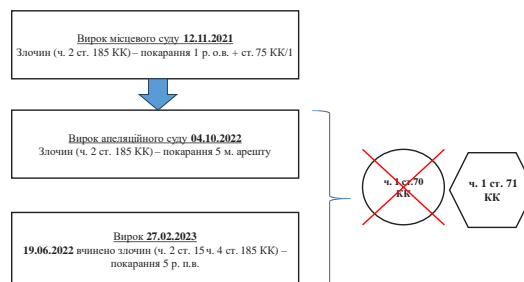 Вирок місцевого суду 12.11.2021
Злочин (ч. 2 ст. 185 КК) – покарання 1 р. о.в. + ст. 75 КК/1
Вирок апеляційного суду 04.10.2022
Злочин (ч. 2 ст. 185 КК) – покарання 5 м. арешту
ч. 1 ст.70
КК
ч. 1 ст. 71
КК
Вирок 27.02.2023
19.06.2022 вчинено злочин (ч. 2 ст. 15 ч. 4 ст. 185 КК) –
покарання 5 р. п.в.